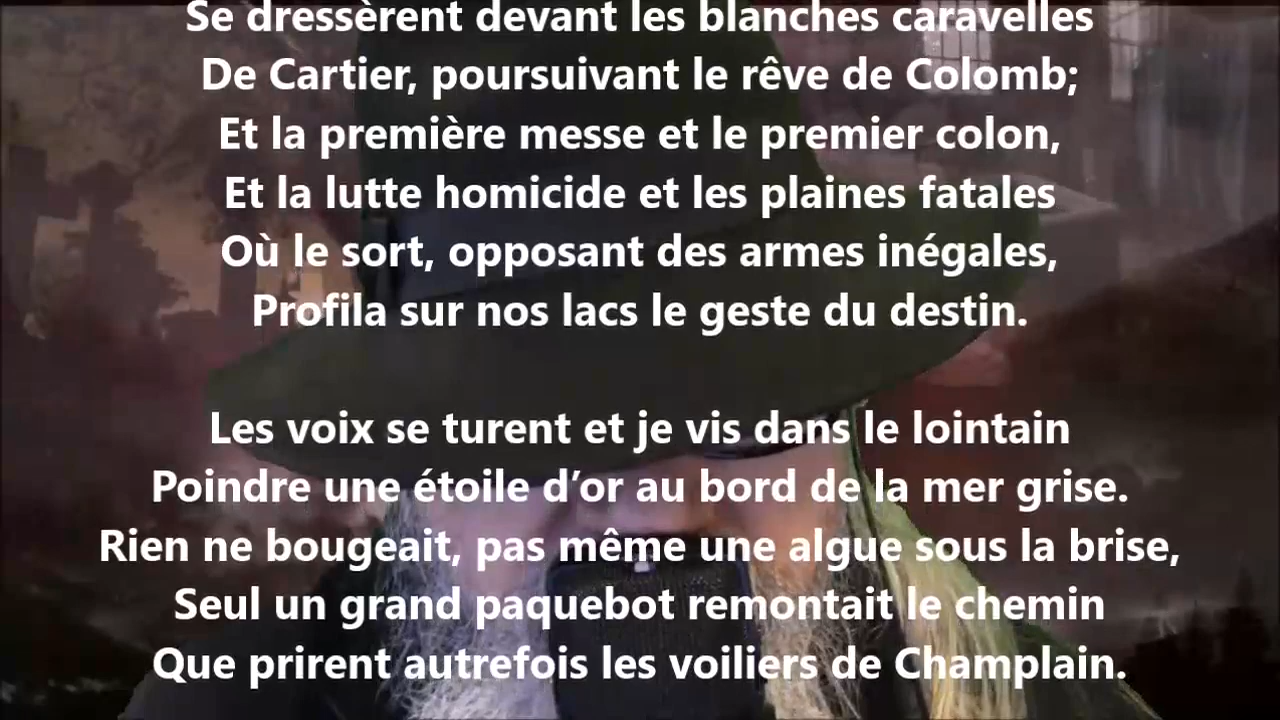 Se dressèrent devant les blanches caravelles
De Cartier, poursuivant le rêve de Colomb;
Et la première messe et le premier colon,
Et la lutte homicide et les plaines fatales
Où le sort, opposant des armes inégales,
Profila sur nos lacs le geste du destin.
Les voix se turent et je vis dans le lointain
Poindre une étoile d’or au bord de la mer grise.
Rien ne bougeait, pas même une algue sous la brise,
Seul un grand paquebot remontait le chemin
Que prirent autrefois les voiliers de Champlain.